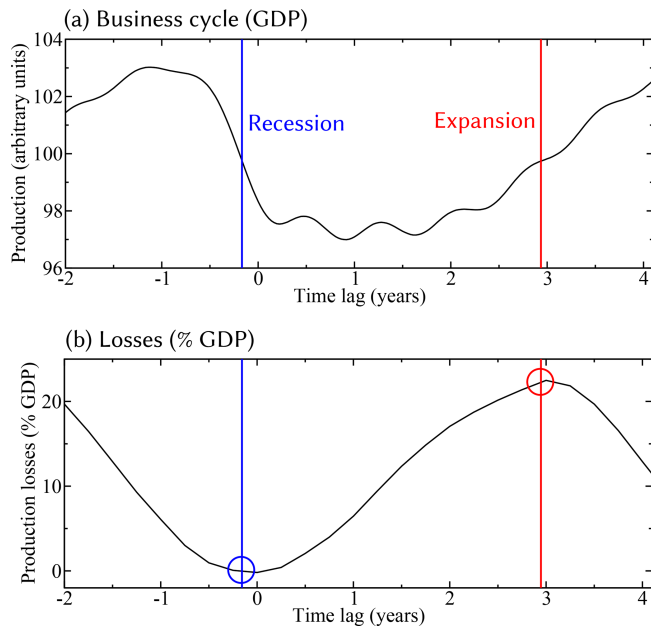 (a) Business cycle (GDP)
Production (arbitrary units)
104
102
100
98
96
Recession
Expansion
-2 -1 0 1 2 3 4
Time lag (years)
(b) Losses (% GDP)
Production losses (% GDP)
20
10
0
-2 -1 0 1 2 3 4
Time lag (years)